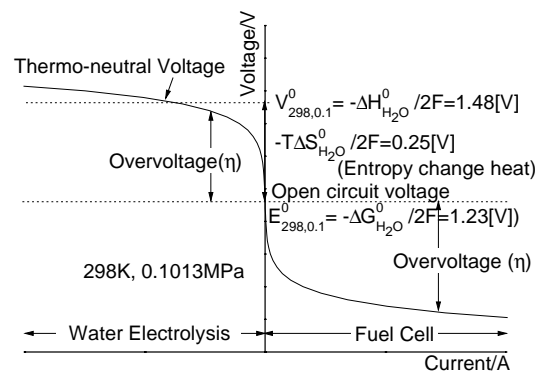 Voltage/V
Thermo-neutral Voltage
V⁰298,0.1= -ΔH⁰H₂O /2F=1.48[V]
-TΔS⁰H₂O /2F=0.25[V]
(Entropy change heat)
Overvoltage(η)
Open circuit voltage
E⁰298,0.1= -ΔG⁰H₂O /2F=1.23[V])
Overvoltage (η)
298K, 0.1013MPa
Water Electrolysis
Fuel Cell
Current/A